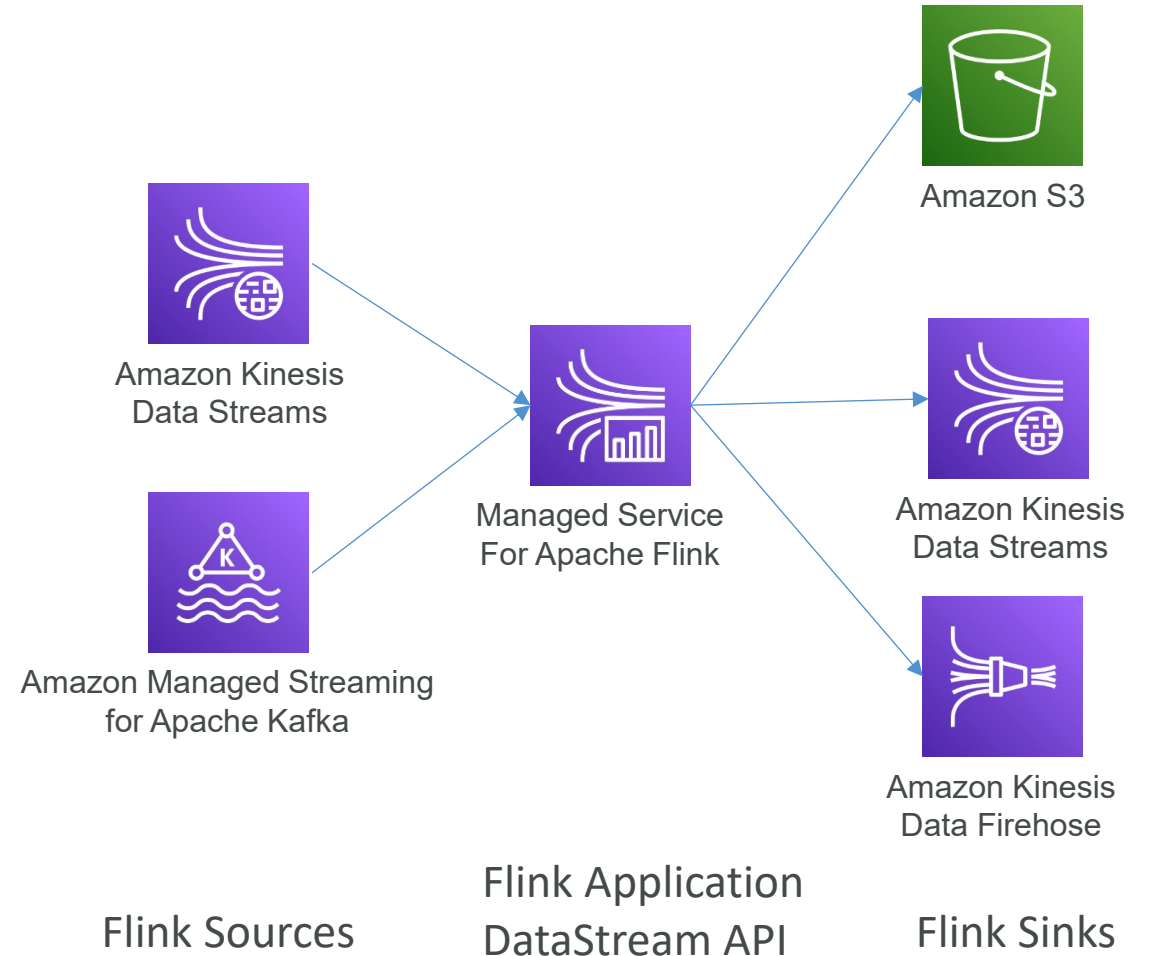 Amazon S3
Amazon Kinesis
Data Streams
K
Amazon Managed Streaming
for Apache Kafka
Managed Service
For Apache Flink
Amazon Kinesis
Data Streams
Amazon Kinesis
Data Firehose
Flink Sources
Flink Application
DataStream API
Flink Sinks